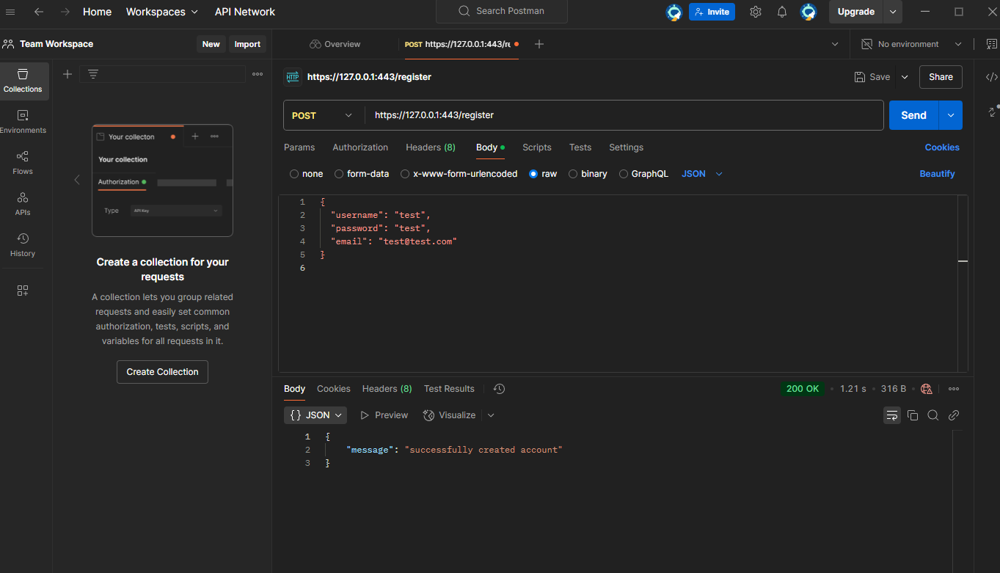 Home Workspaces API Network Search Postman Invite Upgrade
Team Workspace New Import Overview POST https://127.0.0.1:443/re No environment
Collections
Environments
Flows
APIs
History
Your collecton
Your collection
Authorization
Type API Key
Create a collection for your
requests
A collection lets you group related
requests and easily set common
authorization, tests, scripts, and
variables for all requests in it.
Create Collection
HTTP https://127.0.0.1:443/register Save Share
POST https://127.0.0.1:443/register Send
Params Authorization Headers (8) Body Scripts Tests Settings Cookies
none form-data x-www-form-urlencoded raw binary GraphQL JSON Beautify
1 {
2 "username": "test",
3 "password": "test",
4 "email": "test@test.com"
5 }
6
Body Cookies Headers (8) Test Results 200 OK 1.21 s 316 B
{} JSON Preview Visualize
1 {
2 "message": "successfully created account"
3 }